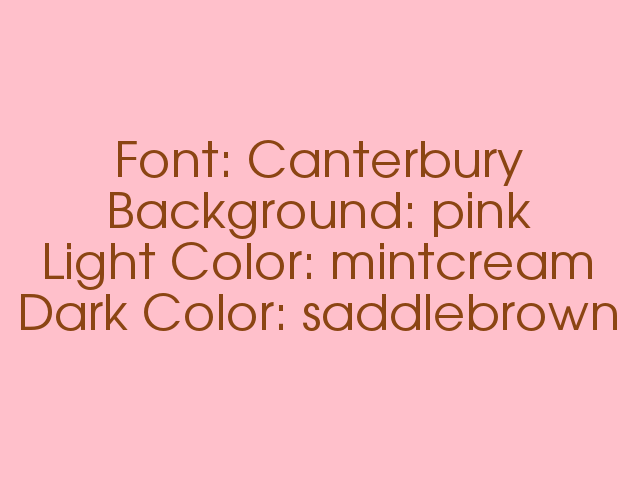 Font: Canterbury
Background: pink
Light Color: mintcream
Dark Color: saddlebrown